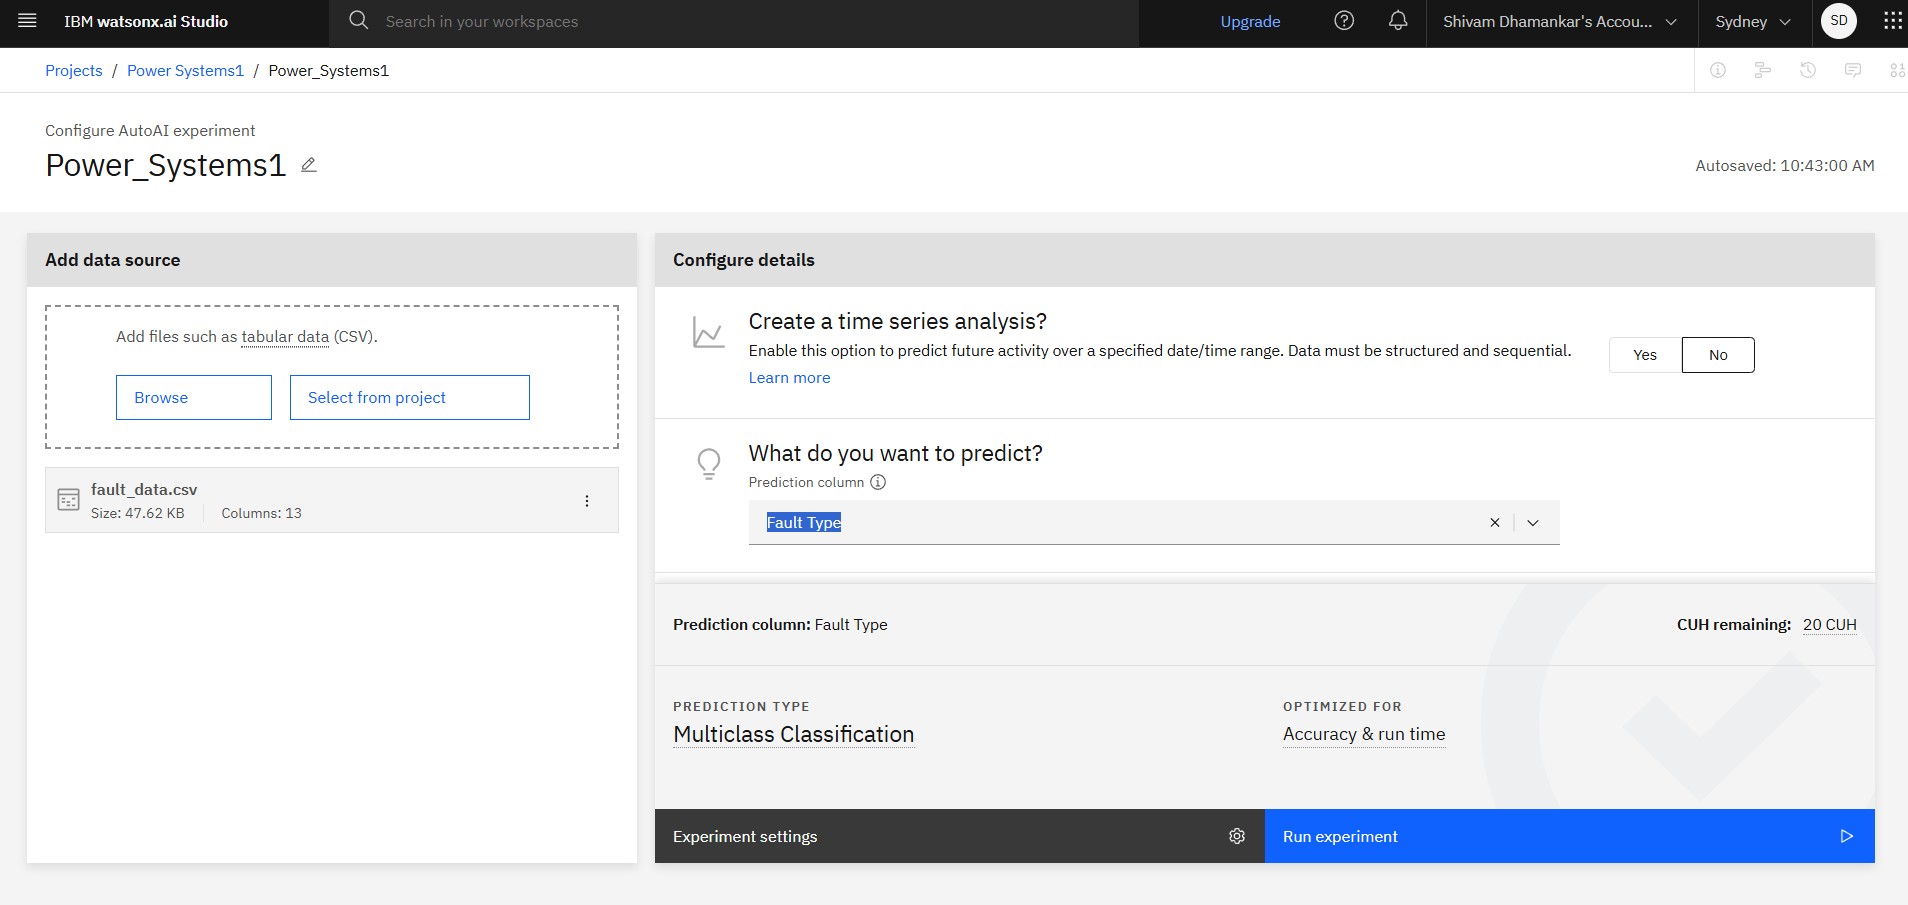 IBM watsonx.ai Studio
Search in your workspaces
Upgrade
Shivam Dhamankar's Accou...
Sydney
SD
Projects / Power Systems1 / Power_Systems1
Configure AutoAI experiment
Power_Systems1
Autosaved: 10:43:00 AM
Add data source
Add files such as tabular data (CSV).
Browse
Select from project
fault_data.csv
Size: 47.62 KB
Columns: 13
Configure details
Create a time series analysis?
Enable this option to predict future activity over a specified date/time range. Data must be structured and sequential.
Learn more
Yes
No
What do you want to predict?
Prediction column
Fault Type
Prediction column: Fault Type
CUH remaining: 20 CUH
PREDICTION TYPE
Multiclass Classification
OPTIMIZED FOR
Accuracy & run time
Experiment settings
Run experiment